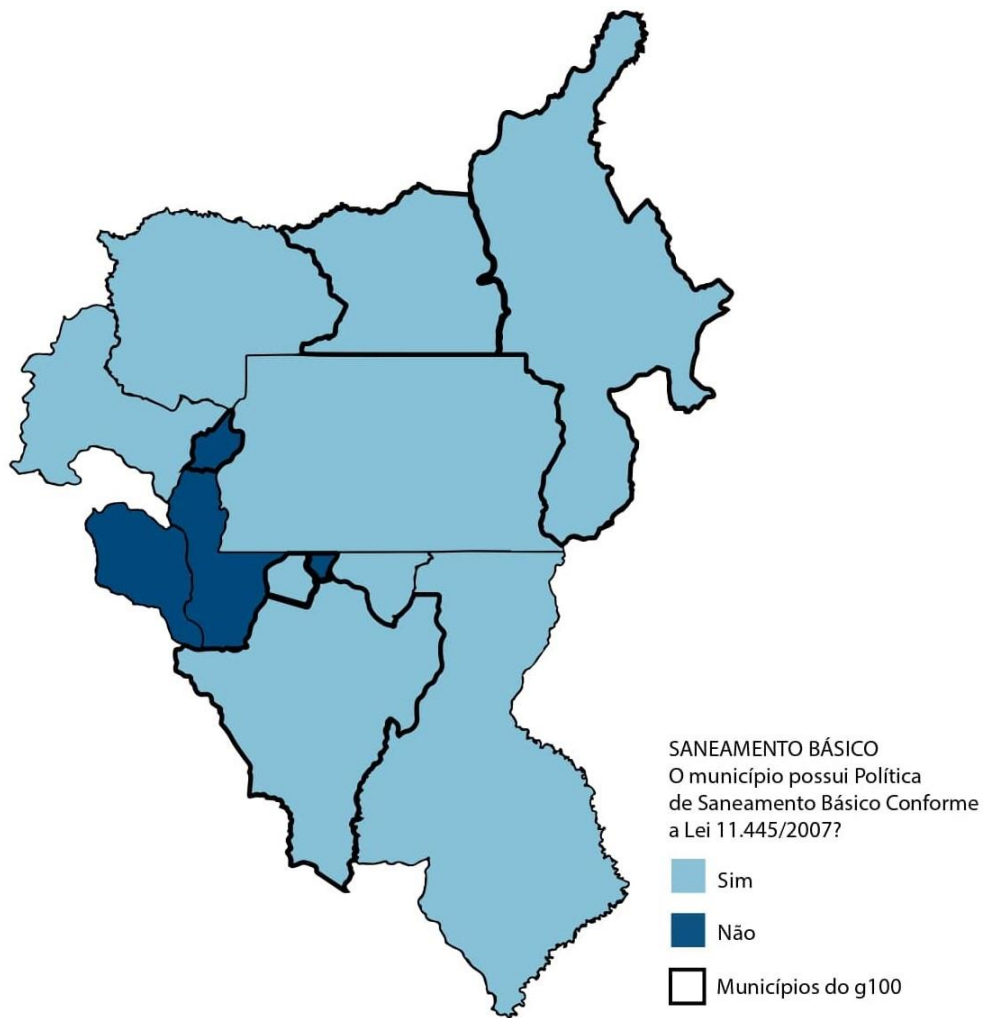 SANEAMENTO BÁSICO
O município possui Política
de Saneamento Básico Conforme
a Lei 11.445/2007?
Sim
Não
Municípios do g100